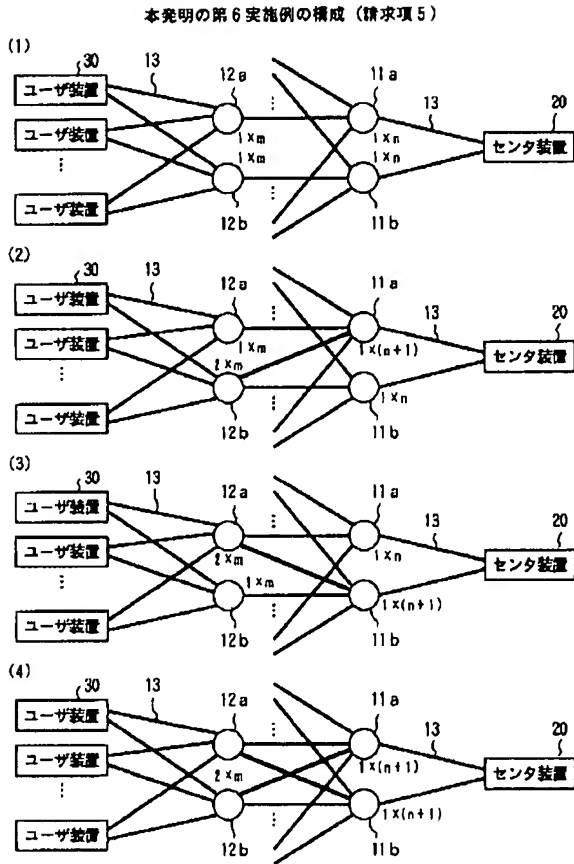 本発明の第6実施例の構成（請求項5）
(1)
30 13 12a 11a 13 20
ユーザ装置
ユーザ装置
⋮
ユーザ装置
1×m
1×m
1×n
1×n
センタ装置
12b 11b
(2)
30 13 12a 11a 13 20
ユーザ装置
ユーザ装置
⋮
ユーザ装置
1×m
2×m
1×(n+1)
1×n
センタ装置
12b 11b
(3)
30 13 12a 11a 13 20
ユーザ装置
ユーザ装置
⋮
ユーザ装置
2×m
1×m
1×n
1×(n+1)
センタ装置
12b 11b
(4)
30 13 12a 11a 13 20
ユーザ装置
ユーザ装置
⋮
ユーザ装置
2×m
1×(n+1)
1×(n+1)
センタ装置
12b 11b